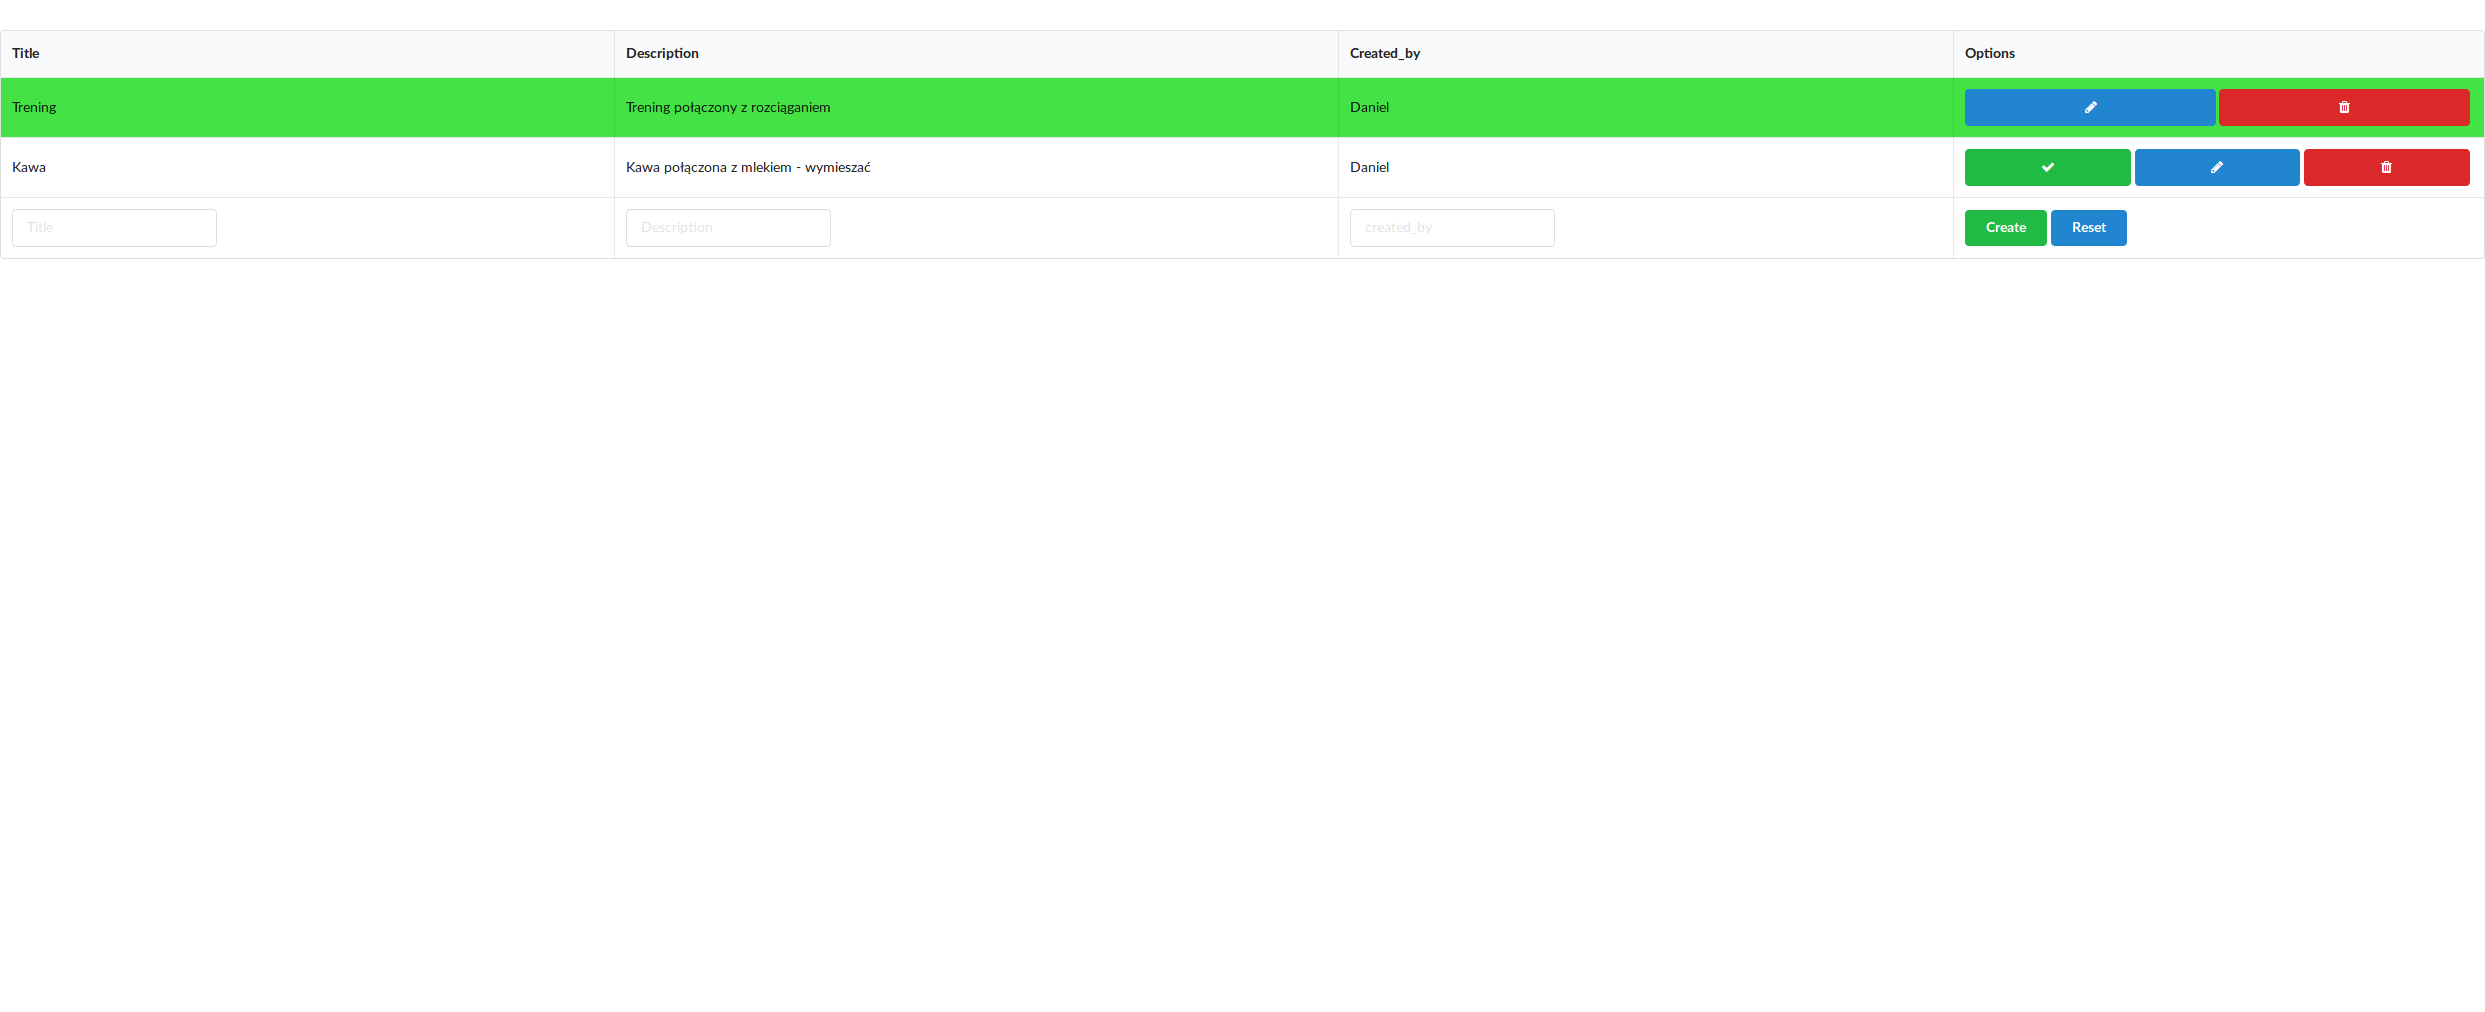 Title Description Created_by Options
Trening Trening połączony z rozciąganiem Daniel
Kawa Kawa połączona z mlekiem - wymieszać Daniel
Title Description created_by Create Reset